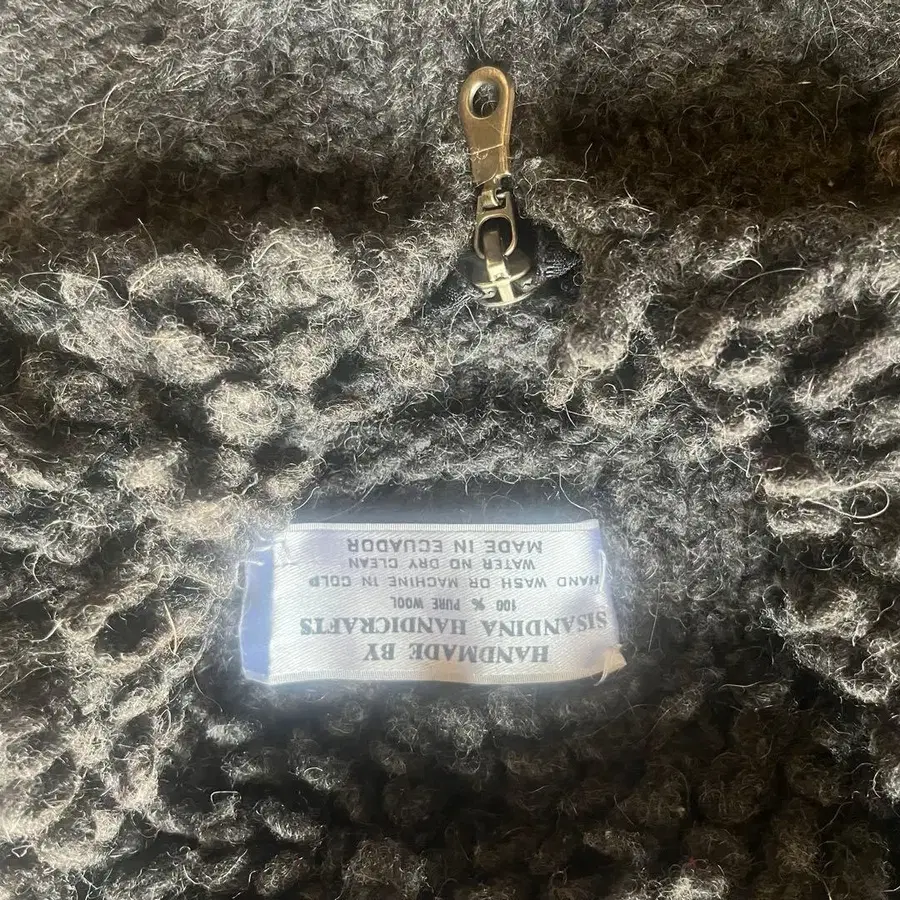 HANDMADE BY
SISANDINA HANDICRAFTS
100 % PURE WOOL
HAND WASH OR MACHINE IN COLD
WATER NO DRY CLEAN
MADE IN ECUADOR